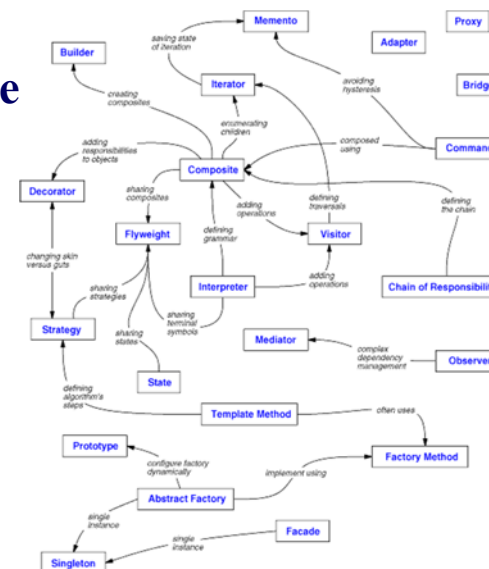 Memento
Proxy
saving state
of iteration
Adapter
Builder
e
Iterator
avoiding
hysteresis
Bridg
creating
composites
enumerating
children
adding
responsibilities
to objects
composed
using
Comman
Composite
Decorator
sharing
composites
adding
operations
defining
traversals
defining
the chain
Flyweight
defining
grammar
Visitor
changing skin
versus guts
adding
operations
sharing
strategies
Interpreter
Chain of Responsibili
sharing
terminal
symbols
Strategy
sharing
states
Mediator
complex
dependency
management
Observer
State
defining
algorithm's
steps
Template Method
often uses
Prototype
Factory Method
configure factory
dynamically
implement using
Abstract Factory
single
instance
Facade
single
instance
Singleton